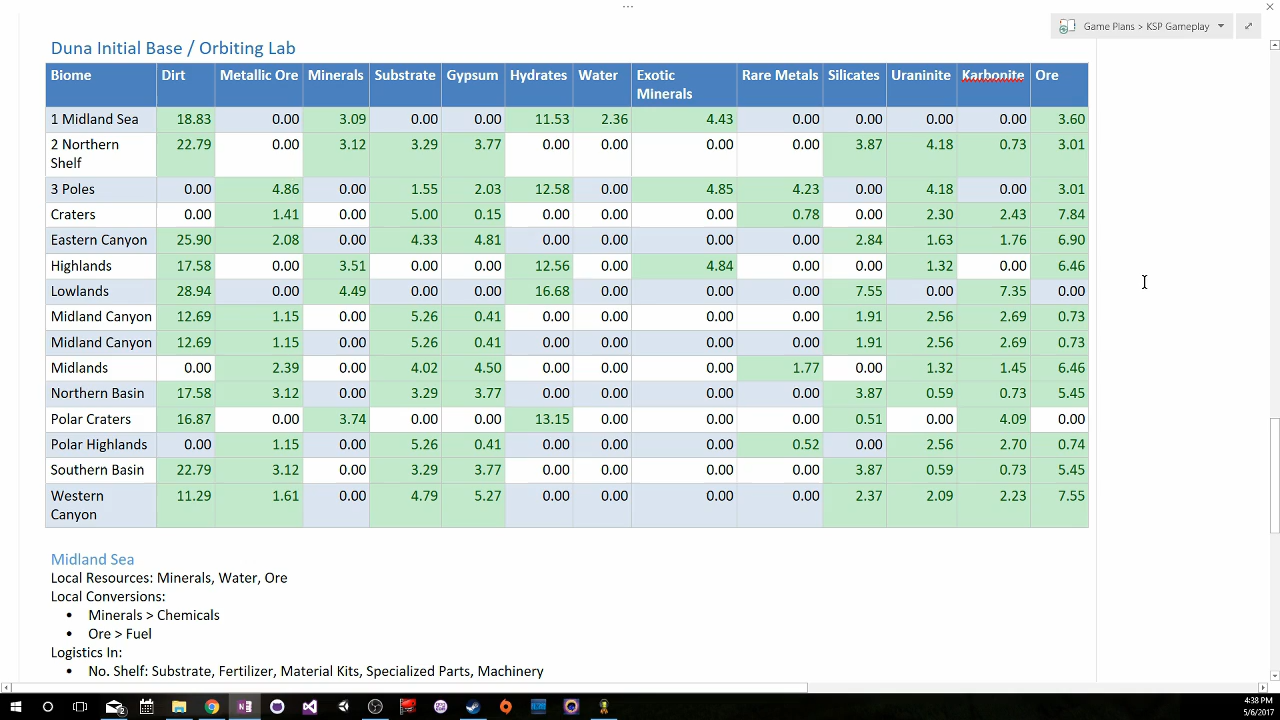 Game Plans > KSP Gameplay
Duna Initial Base / Orbiting Lab
Biome Dirt Metallic Ore Minerals Substrate Gypsum Hydrates Water Exotic Minerals Rare Metals Silicates Uraninite Karbonite Ore
1 Midland Sea 18.83 0.00 3.09 0.00 0.00 11.53 2.36 4.43 0.00 0.00 0.00 0.00 3.60
2 Northern Shelf 22.79 0.00 3.12 3.29 3.77 0.00 0.00 0.00 0.00 3.87 4.18 0.73 3.01
3 Poles 0.00 4.86 0.00 1.55 2.03 12.58 0.00 4.85 4.23 0.00 4.18 0.00 3.01
Craters 0.00 1.41 0.00 5.00 0.15 0.00 0.00 0.00 0.78 0.00 2.30 2.43 7.84
Eastern Canyon 25.90 2.08 0.00 4.33 4.81 0.00 0.00 0.00 0.00 2.84 1.63 1.76 6.90
Highlands 17.58 0.00 3.51 0.00 0.00 12.56 0.00 4.84 0.00 0.00 1.32 0.00 6.46
Lowlands 28.94 0.00 4.49 0.00 0.00 16.68 0.00 0.00 0.00 7.55 0.00 7.35 0.00
Midland Canyon 12.69 1.15 0.00 5.26 0.41 0.00 0.00 0.00 0.00 1.91 2.56 2.69 0.73
Midland Canyon 12.69 1.15 0.00 5.26 0.41 0.00 0.00 0.00 0.00 1.91 2.56 2.69 0.73
Midlands 0.00 2.39 0.00 4.02 4.50 0.00 0.00 0.00 1.77 0.00 1.32 1.45 6.46
Northern Basin 17.58 3.12 0.00 3.29 3.77 0.00 0.00 0.00 0.00 3.87 0.59 0.73 5.45
Polar Craters 16.87 0.00 3.74 0.00 0.00 13.15 0.00 0.00 0.00 0.51 0.00 4.09 0.00
Polar Highlands 0.00 1.15 0.00 5.26 0.41 0.00 0.00 0.00 0.52 0.00 2.56 2.70 0.74
Southern Basin 22.79 3.12 0.00 3.29 3.77 0.00 0.00 0.00 0.00 3.87 0.59 0.73 5.45
Western Canyon 11.29 1.61 0.00 4.79 5.27 0.00 0.00 0.00 0.00 2.37 2.09 2.23 7.55
Midland Sea
Local Resources: Minerals, Water, Ore
Local Conversions:
• Minerals > Chemicals
• Ore > Fuel
Logistics In:
• No. Shelf: Substrate, Fertilizer, Material Kits, Specialized Parts, Machinery
4:38 PM
5/6/2017